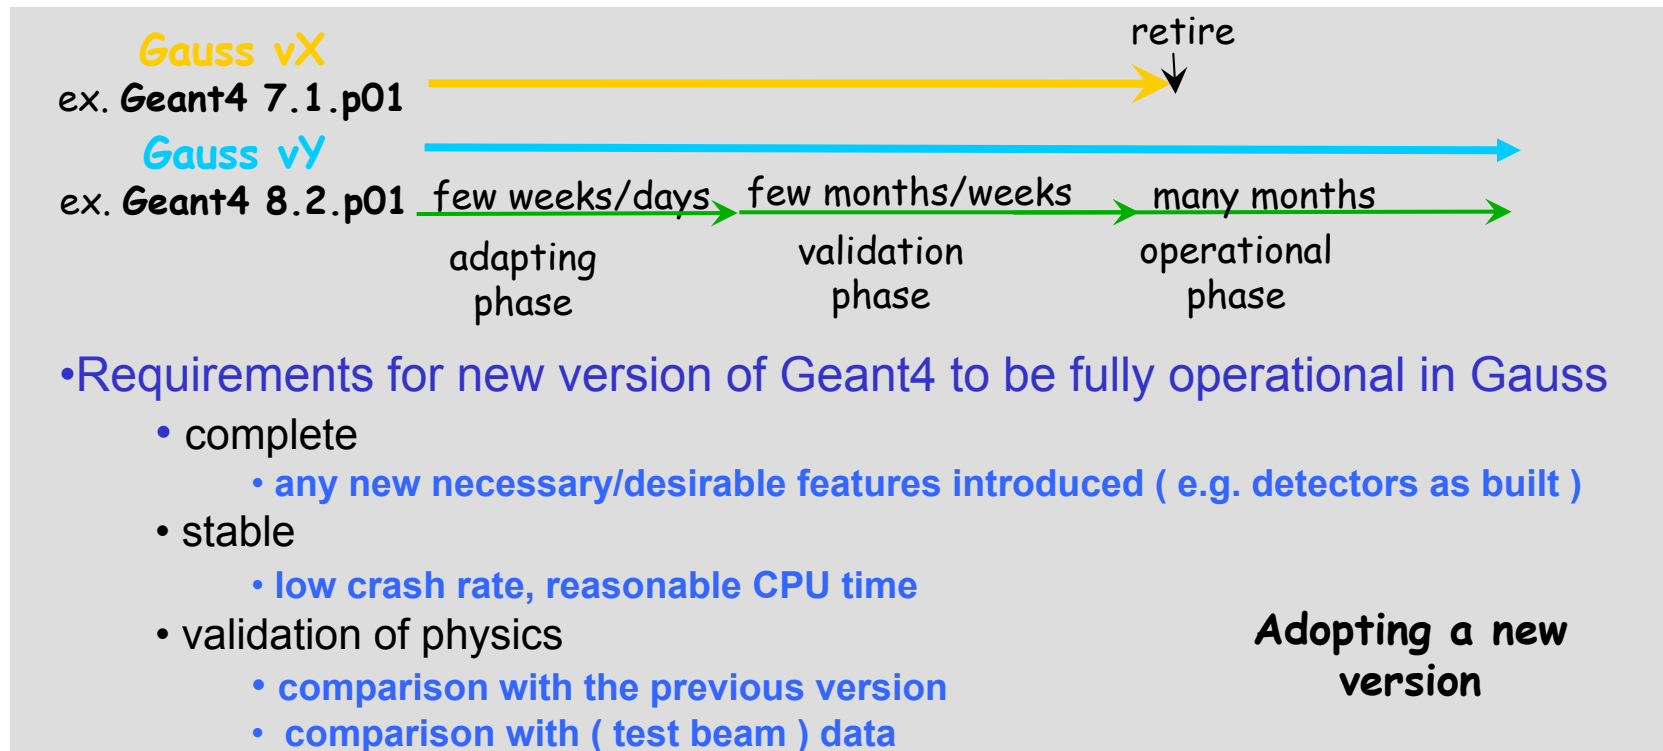 retire
Gauss vX
ex. Geant4 7.1.p01
Gauss vY
ex. Geant4 8.2.p01
few weeks/days
few months/weeks
many months
adapting
phase
validation
phase
operational
phase
•Requirements for new version of Geant4 to be fully operational in Gauss
• complete
• any new necessary/desirable features introduced ( e.g. detectors as built )
• stable
• low crash rate, reasonable CPU time
• validation of physics
• comparison with the previous version
• comparison with ( test beam ) data
Adopting a new
version